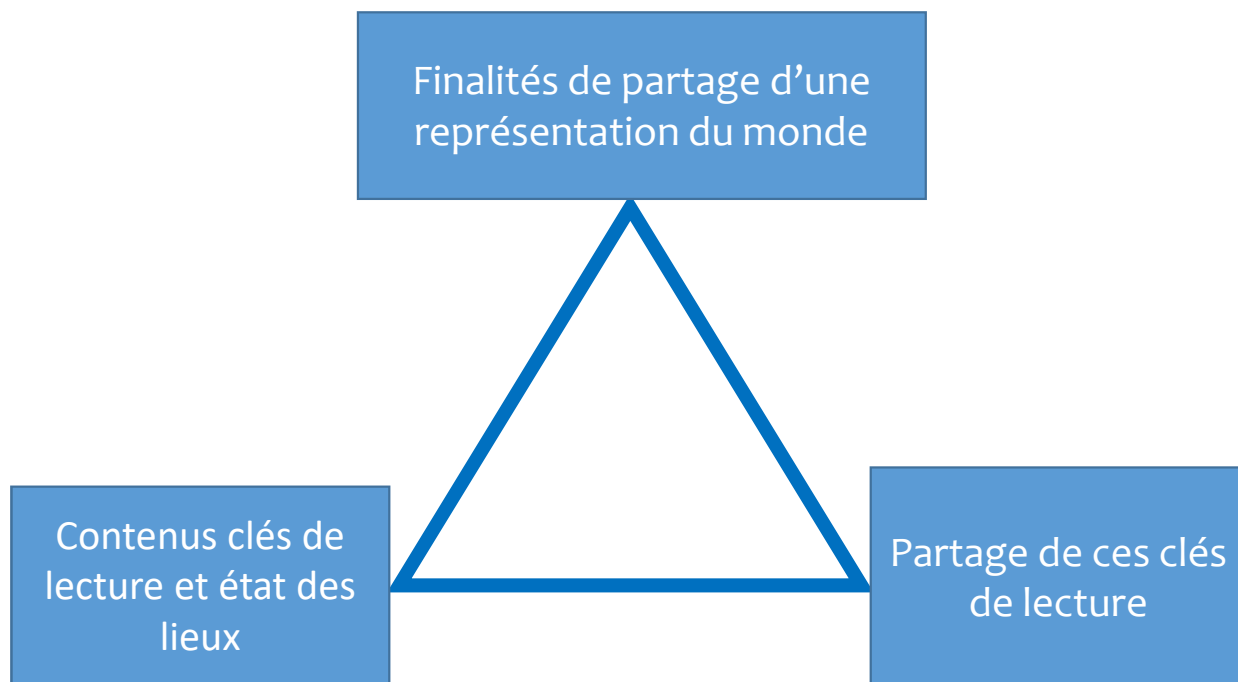 Finalités de partage d’une
représentation du monde
Contenus clés de
lecture et état des
lieux
Partage de ces clés
de lecture